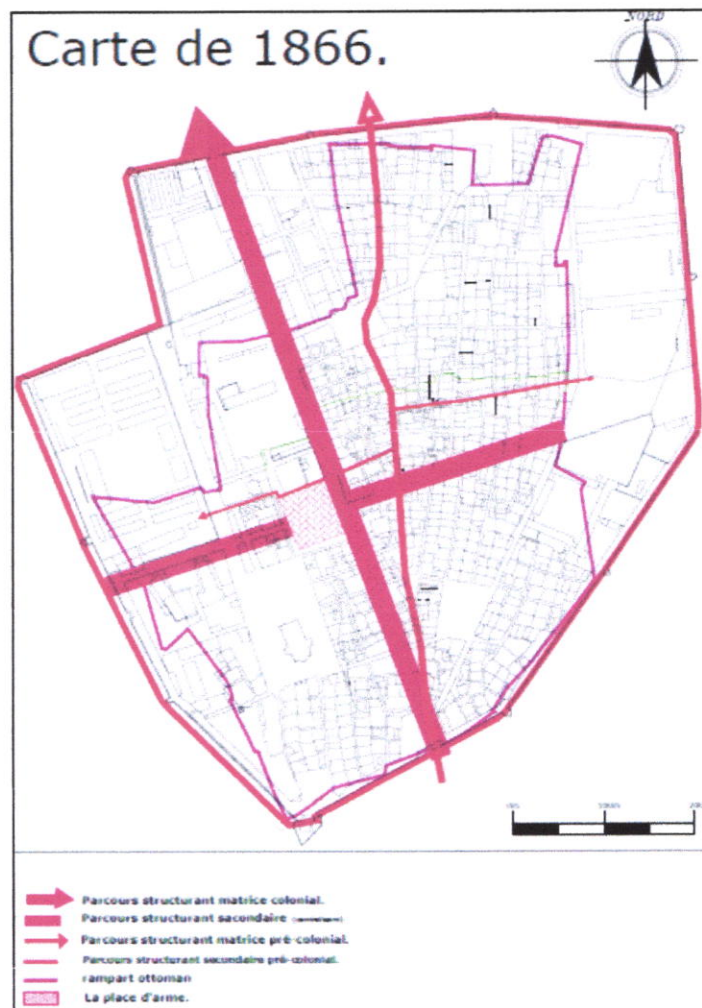 NORD
Carte de 1866.
Parcours structurant matrice colonial.
Parcours structurant sacondaire
Parcours structurant matrice pré-colonial.
Parcours structurant secondaire pré-colonial.
rampart ottoman
La place d'arme.